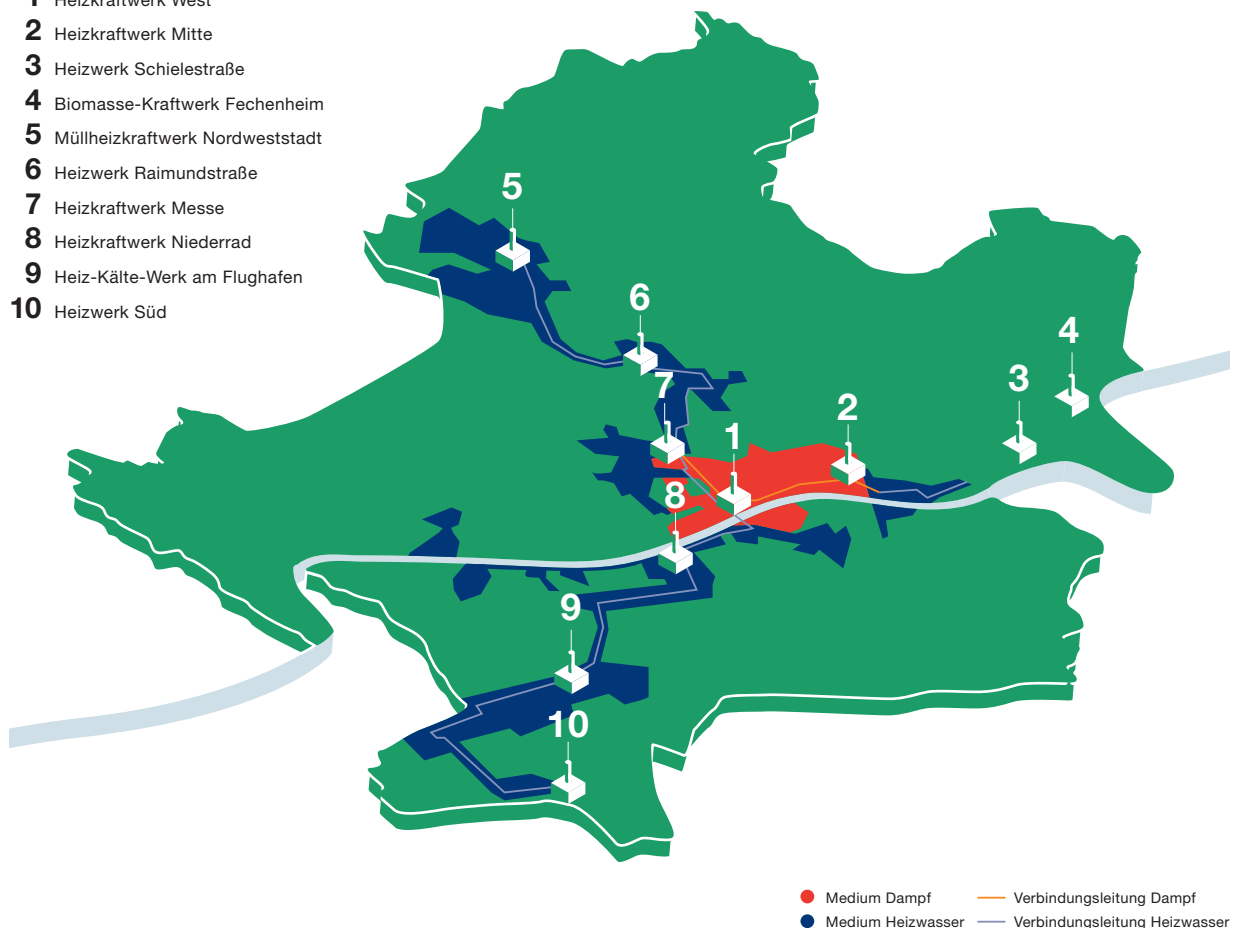 1 Heizkraftwerk West
2 Heizkraftwerk Mitte
3 Heizwerk Schielestraße
4 Biomasse-Kraftwerk Fechenheim
5 Müllheizkraftwerk Nordweststadt
6 Heizwerk Raimundstraße
7 Heizkraftwerk Messe
8 Heizkraftwerk Niederrad
9 Heiz-Kälte-Werk am Flughafen
10 Heizwerk Süd
5
6
4
7
3
2
1
8
9
10
Medium Dampf
Verbindungsleitung Dampf
Medium Heizwasser
Verbindungsleitung Heizwasser